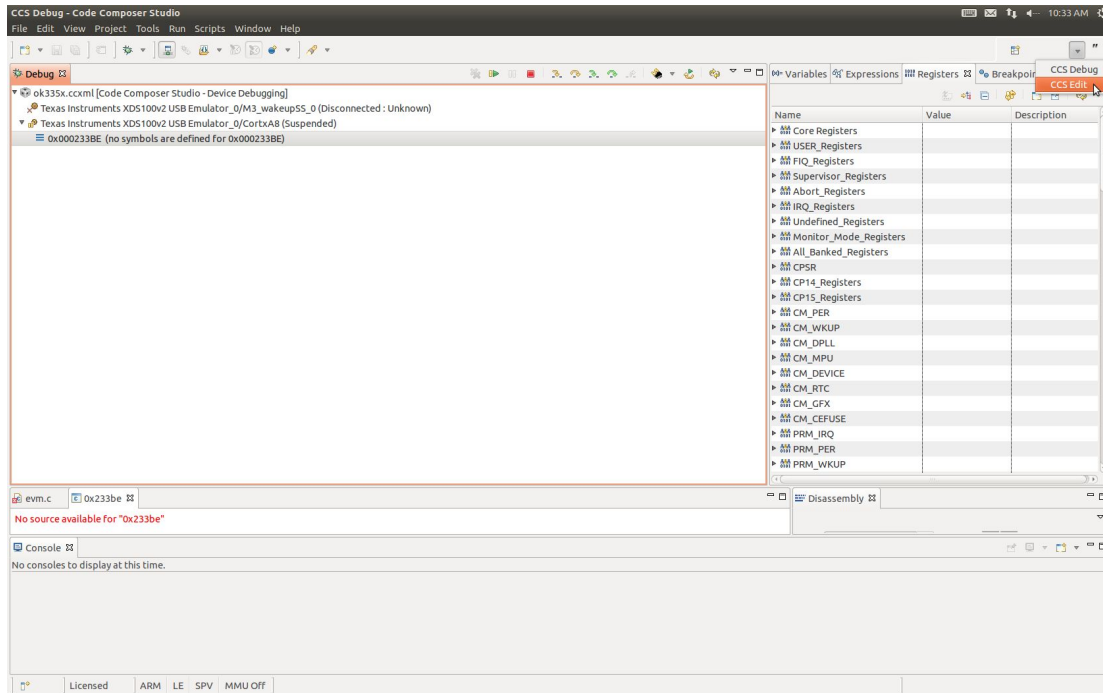 CCS Debug - Code Composer Studio
10:33 AM
File Edit View Project Tools Run Scripts Window Help
Debug
Variables Expressions Registers
CCS Debug
CCS Edit
ok335x.ccxml [Code Composer Studio - Device Debugging]
Texas Instruments XDS100v2 USB Emulator_0/M3_wakeupSS_0 (Disconnected : Unknown)
Texas Instruments XDS100v2 USB Emulator_0/CortxA8 (Suspended)
0x000233BE (no symbols are defined for 0x000233BE)
Name Value Description
Core Registers
USER_Registers
FIQ_Registers
Supervisor_Registers
Abort_Registers
IRQ_Registers
Undefined_Registers
Monitor_Mode_Registers
All_Banked_Registers
CPSR
CP14_Registers
CP15_Registers
CM_PER
CM_WKUP
CM_DPLL
CM_MPU
CM_DEVICE
CM_RTC
CM_GFX
CM_CEFUSE
PRM_IRQ
PRM_PER
PRM_WKUP
evm.c 0x233be
Disassembly
No source available for "0x233be"
Console
No consoles to display at this time.
Licensed ARM LE SPV MMU Off